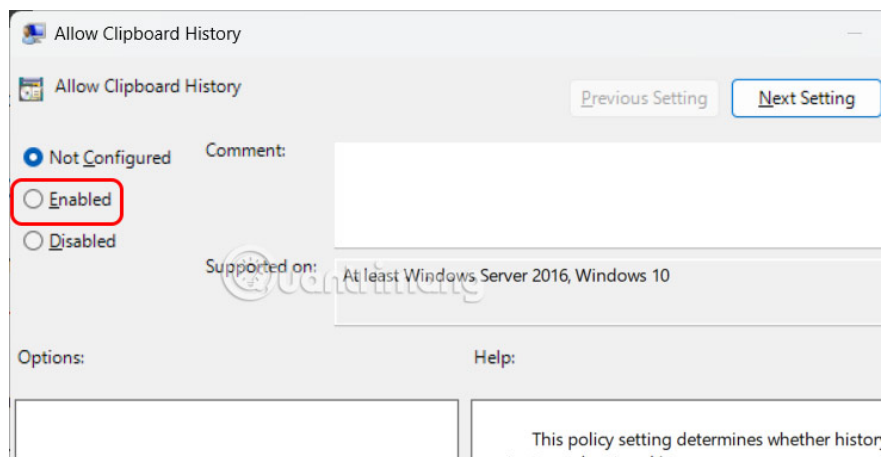 Allow Clipboard History
Allow Clipboard History
Previous Setting
Next Setting
Not Configured
Comment:
Enabled
Disabled
Supported on:
At least Windows Server 2016, Windows 10
Quantrimang
Options:
Help:
This policy setting determines whether history